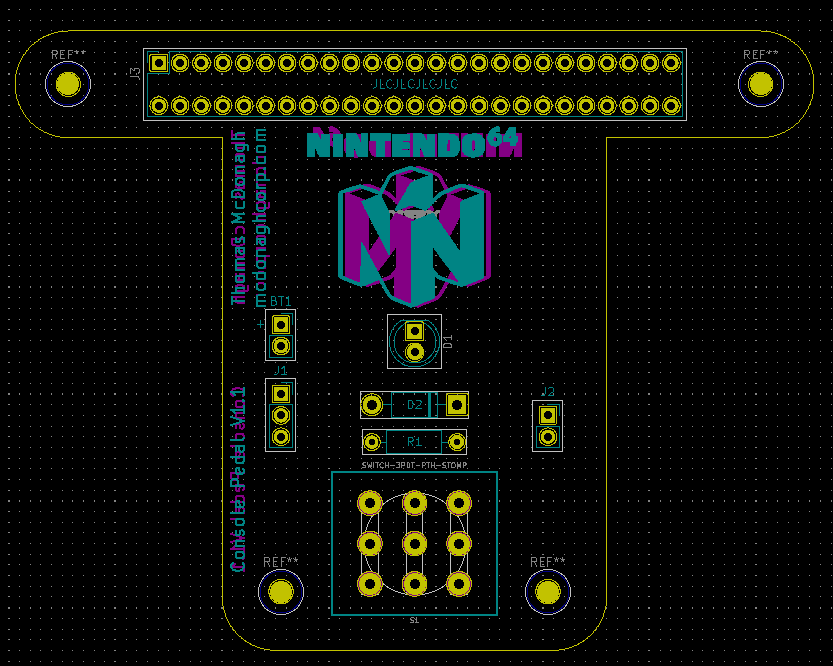 REF**
REF**
J3
JLCJLCJLCJLC
NINTENDO64
Thomas McDonagh
mcdonaghcorp.com
BT1
+
D1
J1
D2
J2
R1
Console Pedal V1.1
SWITCH-3PDT-PTH-STOMP
REF**
REF**
S1